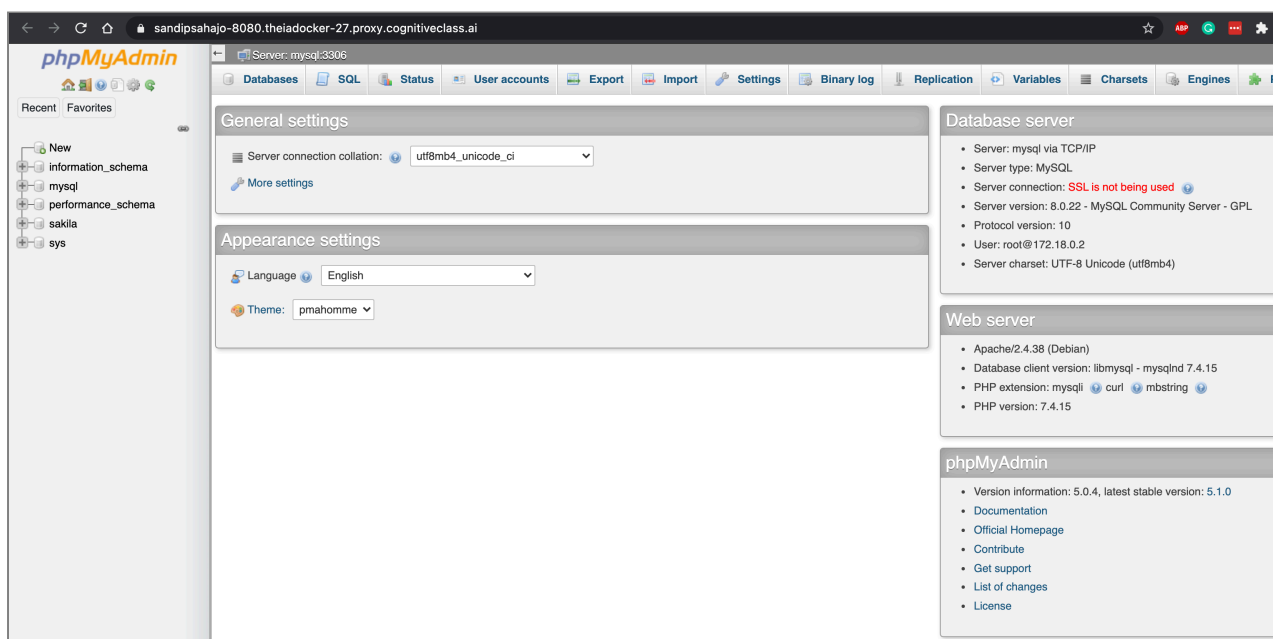 sandipsahajo-8080.theiadocker-27.proxy.cognitiveclass.ai
ABP
phpMyAdmin
Recent Favorites
New
information_schema
mysql
performance_schema
sakila
sys
Server: mysql:3306
Databases SQL Status User accounts Export Import Settings Binary log Replication Variables Charsets Engines
General settings
Server connection collation: utf8mb4_unicode_ci
More settings
Appearance settings
Language English
Theme: pmahomme
Database server
• Server: mysql via TCP/IP
• Server type: MySQL
• Server connection: SSL is not being used
• Server version: 8.0.22 - MySQL Community Server - GPL
• Protocol version: 10
• User: root@172.18.0.2
• Server charset: UTF-8 Unicode (utf8mb4)
Web server
• Apache/2.4.38 (Debian)
• Database client version: libmysql - mysqlnd 7.4.15
• PHP extension: mysqli curl mbstring
• PHP version: 7.4.15
phpMyAdmin
• Version information: 5.0.4, latest stable version: 5.1.0
• Documentation
• Official Homepage
• Contribute
• Get support
• List of changes
• License